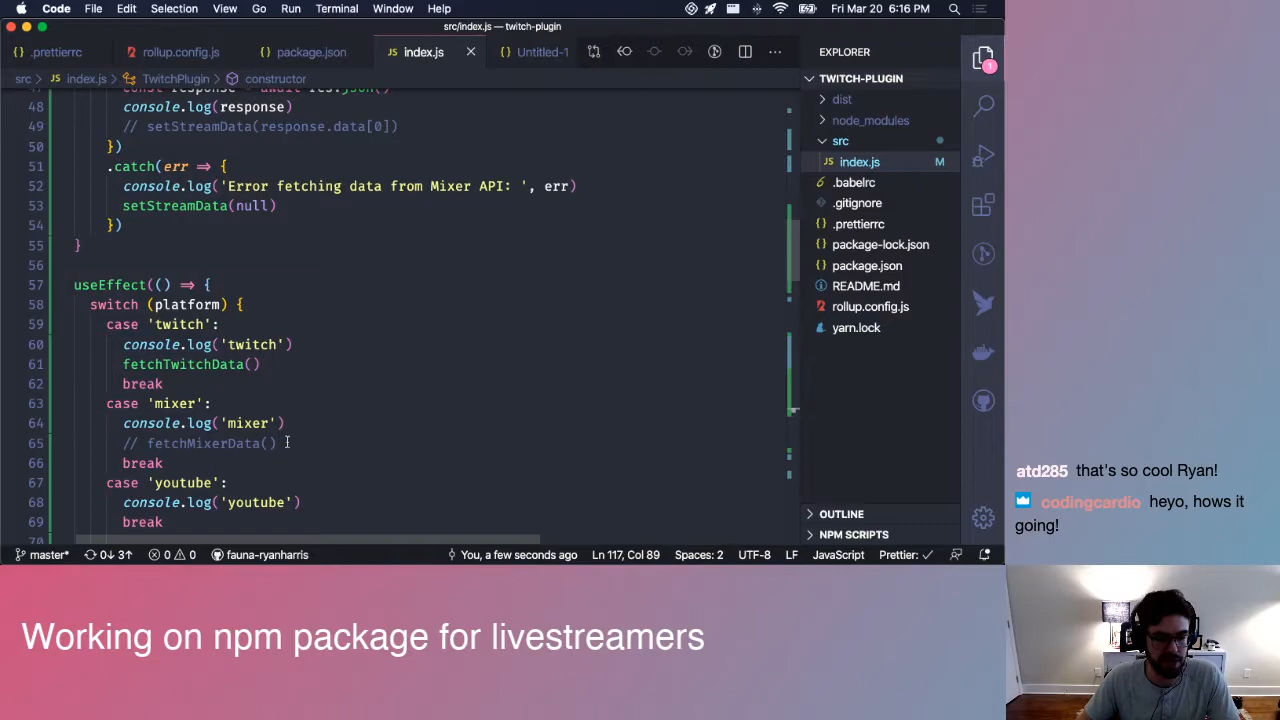 Code File Edit Selection View Go Run Terminal Window Help Fri Mar 20 6:16 PM
src/index.js — twitch-plugin
.prettierrc rollup.config.js package.json index.js Untitled-1
src › index.js › TwitchPlugin › constructor
47 const response = await res.json()
48 console.log(response)
49 // setStreamData(response.data[0])
50 })
51 .catch(err => {
52 console.log('Error fetching data from Mixer API: ', err)
53 setStreamData(null)
54 })
55 }
56
57 useEffect(() => {
58 switch (platform) {
59 case 'twitch':
60 console.log('twitch')
61 fetchTwitchData()
62 break
63 case 'mixer':
64 console.log('mixer')
65 // fetchMixerData()
66 break
67 case 'youtube':
68 console.log('youtube')
69 break
70
EXPLORER
TWITCH-PLUGIN
dist
node_modules
src
index.js M
.babelrc
.gitignore
.prettierrc
package-lock.json
package.json
README.md
rollup.config.js
yarn.lock
OUTLINE
NPM SCRIPTS
1
master* 0↓ 3↑ 0 0 fauna-ryanharris You, a few seconds ago Ln 117, Col 89 Spaces: 2 UTF-8 LF JavaScript Prettier: ✓
atd285 that's so cool Ryan!
codingcardio heyo, hows it
going!
Working on npm package for livestreamers